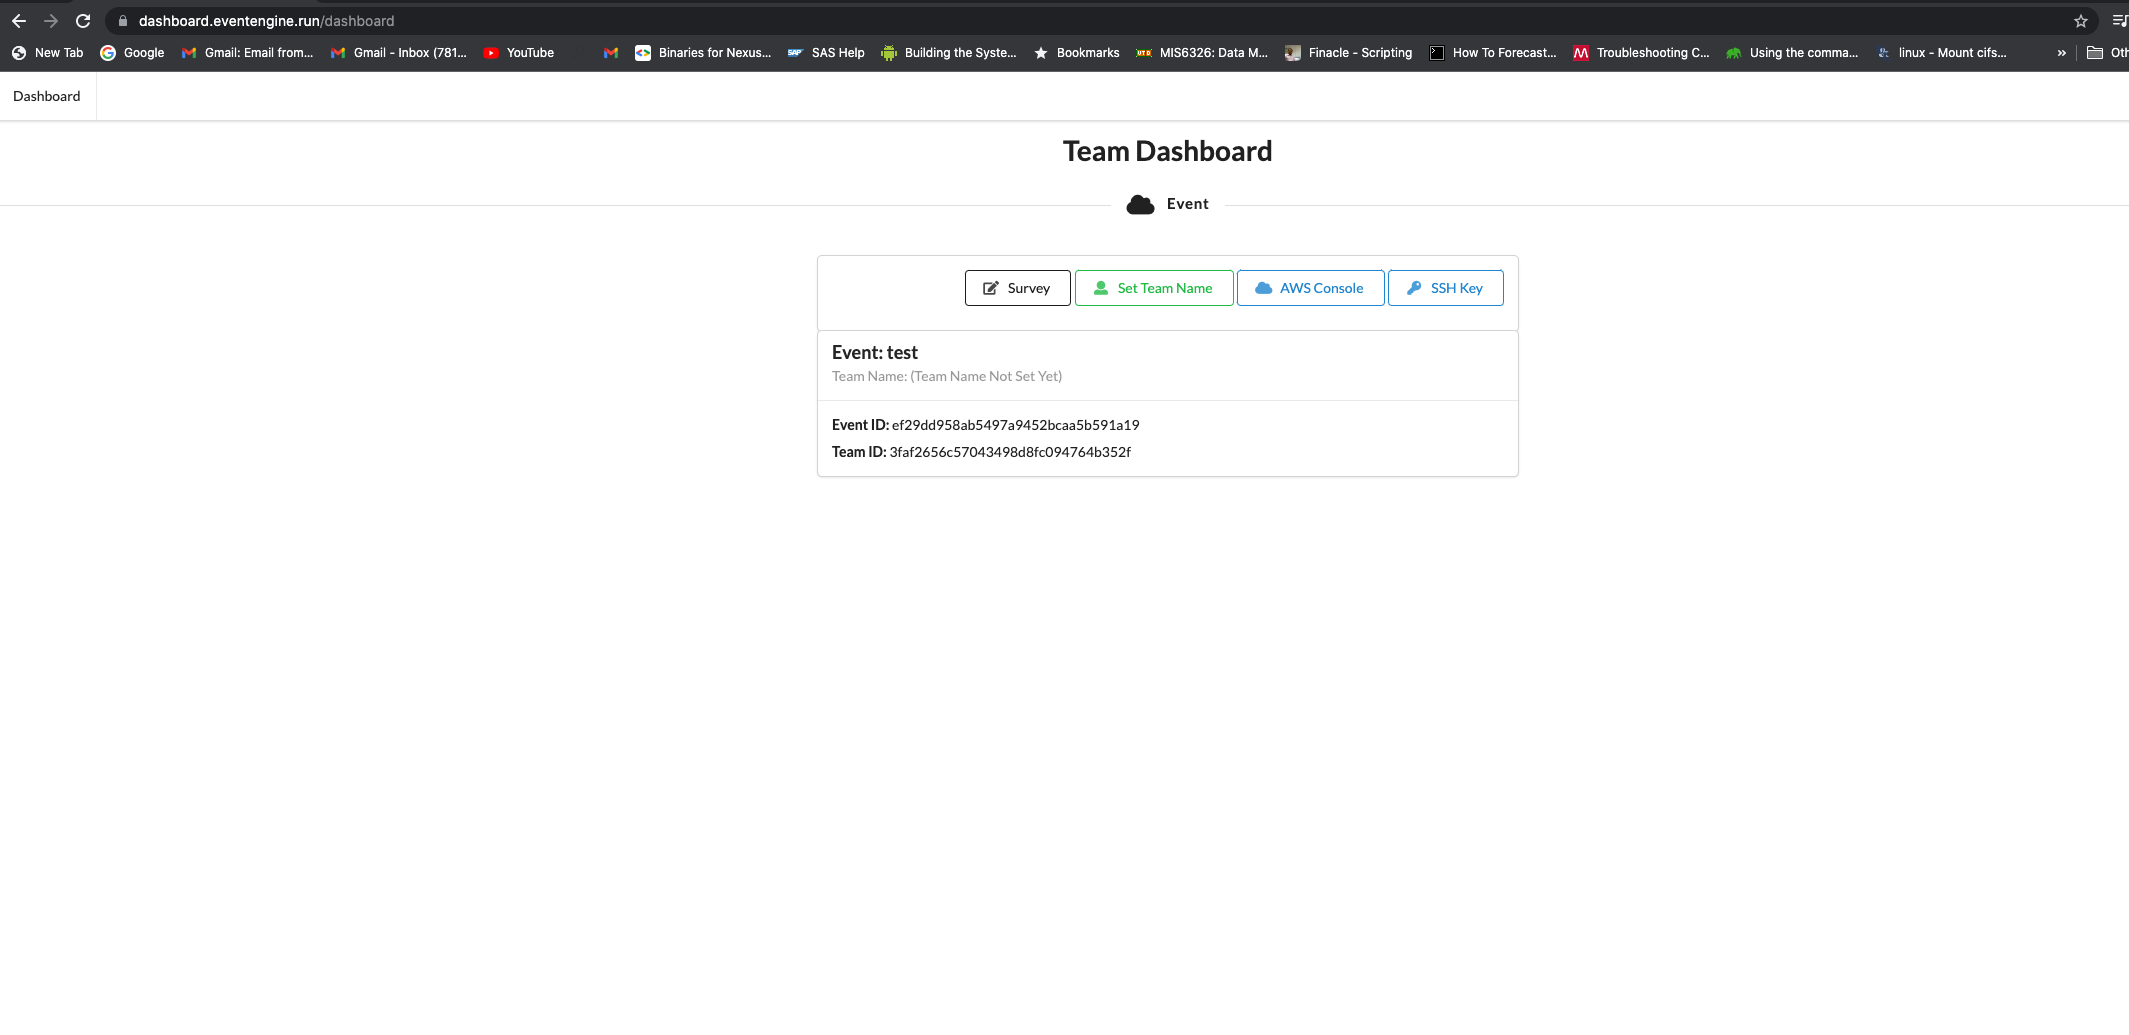 dashboard.eventengine.run/dashboard
New Tab Google Gmail: Email from... Gmail - Inbox (781... YouTube Binaries for Nexus... SAP SAS Help Building the Syste... Bookmarks UTD MIS6326: Data M... Finacle - Scripting How To Forecast... Troubleshooting C... Using the comma... linux - Mount cifs... » Oth
Dashboard
Team Dashboard
Event
Survey Set Team Name AWS Console SSH Key
Event: test
Team Name: (Team Name Not Set Yet)
Event ID: ef29dd958ab5497a9452bcaa5b591a19
Team ID: 3faf2656c57043498d8fc094764b352f